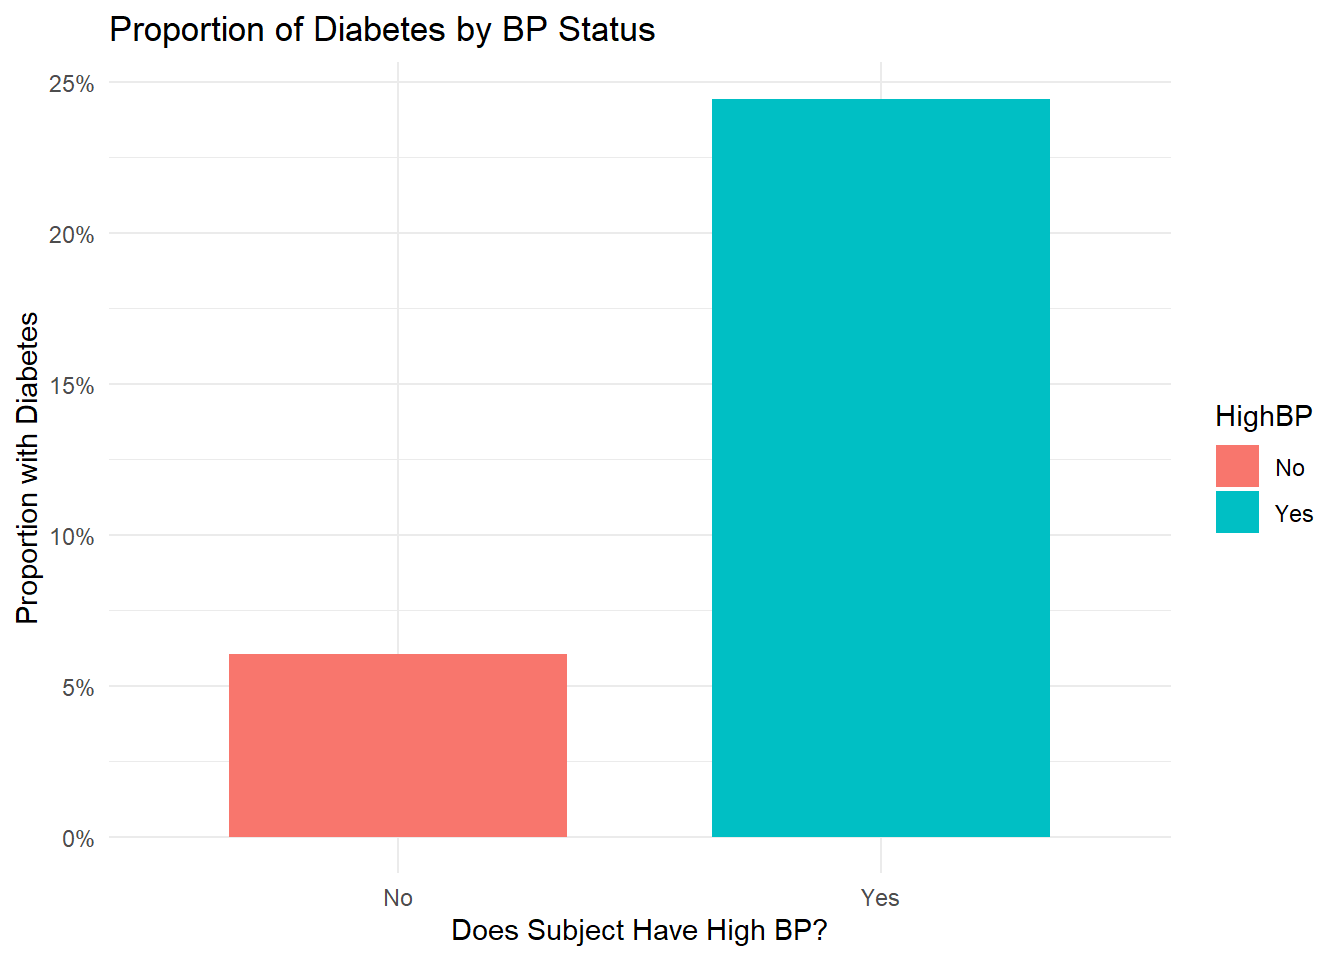 Proportion of Diabetes by BP Status
Proportion with Diabetes
25%
20%
15%
10%
5%
0%
No
Yes
Does Subject Have High BP?
HighBP
No
Yes